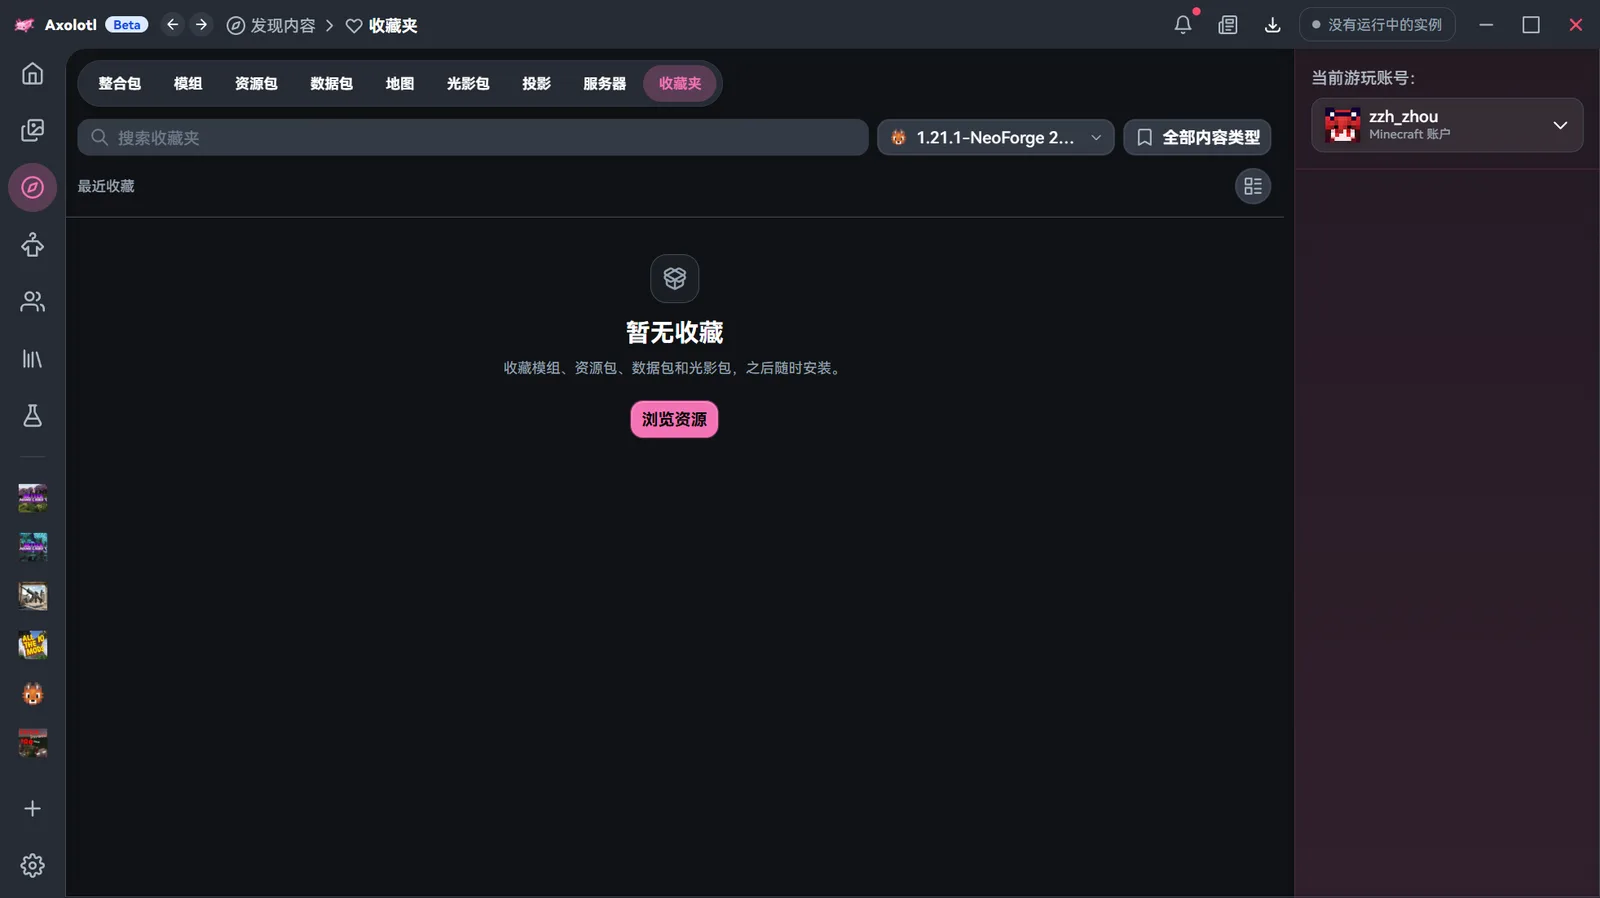 Axolotl Beta 发现内容 收藏夹 没有运行中的实例
整合包 模组 资源包 数据包 地图 光影包 投影 服务器 收藏夹
搜索收藏夹 1.21.1-NeoForge 2... 全部内容类型
最近收藏
暂无收藏
收藏模组、资源包、数据包和光影包，之后随时安装。
浏览资源
当前游玩账号：
zzh_zhou
Minecraft 账户
ALL
THE
MODS